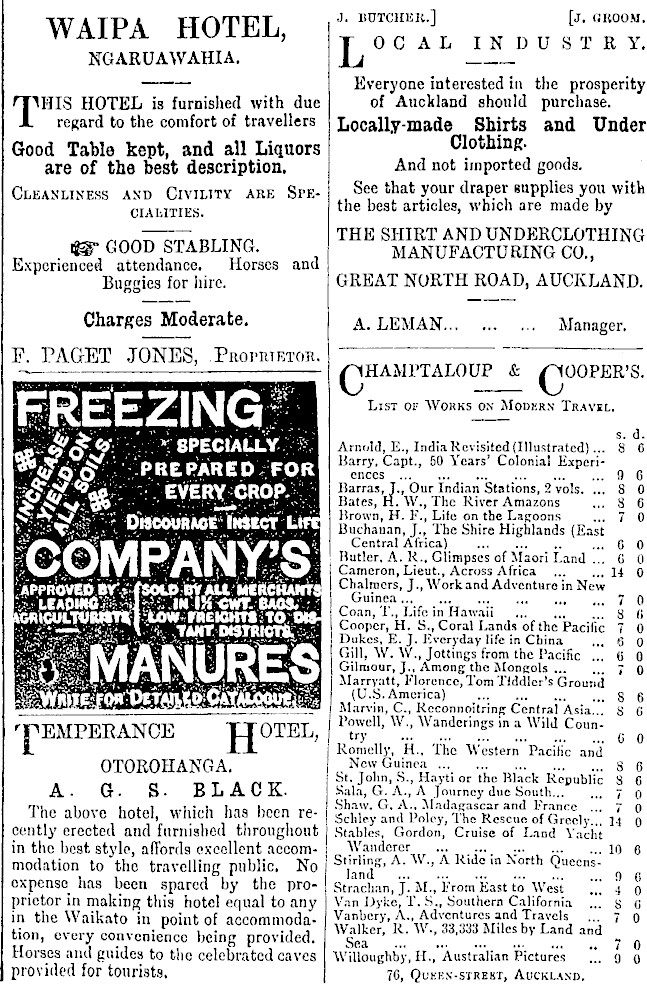 WAIPA HOTEL,
NGARUAWAHIA.
THIS HOTEL is furnished with due
regard to the comfort of travellers
Good Table kept, and all Liquors
are of the best description.
CLEANLINESS AND CIVILITY ARE SPE-
CIALITIES.
GOOD STABLING.
Experienced attendance. Horses and
Buggies for hire.
Charges Moderate.
F. PAGET JONES, PROPRIETOR.
FREEZING
INCREASE
YIELD ON
ALL SOILS.
SPECIALLY
PREPARED FOR
EVERY CROP
DISCOURAGE INSECT LIFE
COMPANY'S
APPROVED BY
LEADING
AGRICULTURISTS
SOLD BY ALL MERCHANTS
IN 1½ CWT. BAGS.
LOW FREIGHTS TO DIS-
TANT DISTRICTS.
MANURES
WRITE FOR DETAILED CATALOGUE
TEMPERANCE HOTEL,
OTOROHANGA.
A. G. S. BLACK.
The above hotel, which has been re-
cently erected and furnished throughout
in the best style, affords excellent accom-
modation to the travelling public. No
expense has been spared by the pro-
prietor in making this hotel equal to any
in the Waikato in point of accommoda-
tion, every convenience being provided.
Horses and guides to the celebrated caves
provided for tourists.
J. BUTCHER.] [J. GROOM.
LOCAL INDUSTRY.
Everyone interested in the prosperity
of Auckland should purchase.
Locally-made Shirts and Under
Clothing.
And not imported goods.
See that your draper supplies you with
the best articles, which are made by
THE SHIRT AND UNDERCLOTHING
MANUFACTURING CO.,
GREAT NORTH ROAD, AUCKLAND.
A. LEMAN... ... ... Manager.
CHAMPTALOUP & COOPER'S.
LIST OF WORKS ON MODERN TRAVEL.
s. d.
Arnold, E., India Revisited (Illustrated) ... 8 6
Barry, Capt., 50 Years' Colonial Experi-
ences ... ... ... ... ... 9 6
Barras, J., Our Indian Stations, 2 vols. ... 8 0
Bates, H. W., The River Amazons ... 8 6
Brown, H. F., Life on the Lagoons ... 7 0
Buchanan, J., The Shire Highlands (East
Central Africa) ... ... ... ... 6 0
Butler, A. R., Glimpses of Maori Land ... 6 0
Cameron, Lieut., Across Africa ... ... 14 0
Chalmers, J., Work and Adventure in New
Guinea ... ... ... ... ... 7 0
Coan, T., Life in Hawaii ... ... ... 8 6
Cooper, H. S., Coral Lands of the Pacific 7 0
Dukes, E. J. Everyday life in China ... 6 0
Gill, W. W., Jottings from the Pacific ... 6 0
Gilmour, J., Among the Mongols ... ... 7 0
Marryatt, Florence, Tom Tiddler's Ground
(U.S. America) ... ... ... ... 8 6
Marvin, C., Reconnoitring Central Asia... 8 6
Powell, W., Wanderings in a Wild Coun-
try ... ... ... ... ... ... 6 0
Romelly, H., The Western Pacific and
New Guinea ... ... ... ... ... 8 6
St. John, S., Hayti or the Black Republic 8 6
Sala, G. A., A Journey due South... ... 7 0
Shaw, G. A., Madagascar and France ... 7 0
Schley and Poley, The Rescue of Greely... 14 0
Stables, Gordon, Cruise of Land Yacht
Wanderer ... ... ... ... ... 10 6
Stirling, A. W., A Ride in North Queens-
land ... ... ... ... ... ... 9 6
Strachan, J. M., From East to West ... 4 0
Van Dyke, T. S., Southern California ... 8 6
Vanbery, A., Adventures and Travels ... 7 0
Walker, R. W., 33,333 Miles by Land and
Sea ... ... ... ... ... .. 7 0
Willoughby, H., Australian Pictures ... 9 0
76, QUEEN-STREET, AUCKLAND.